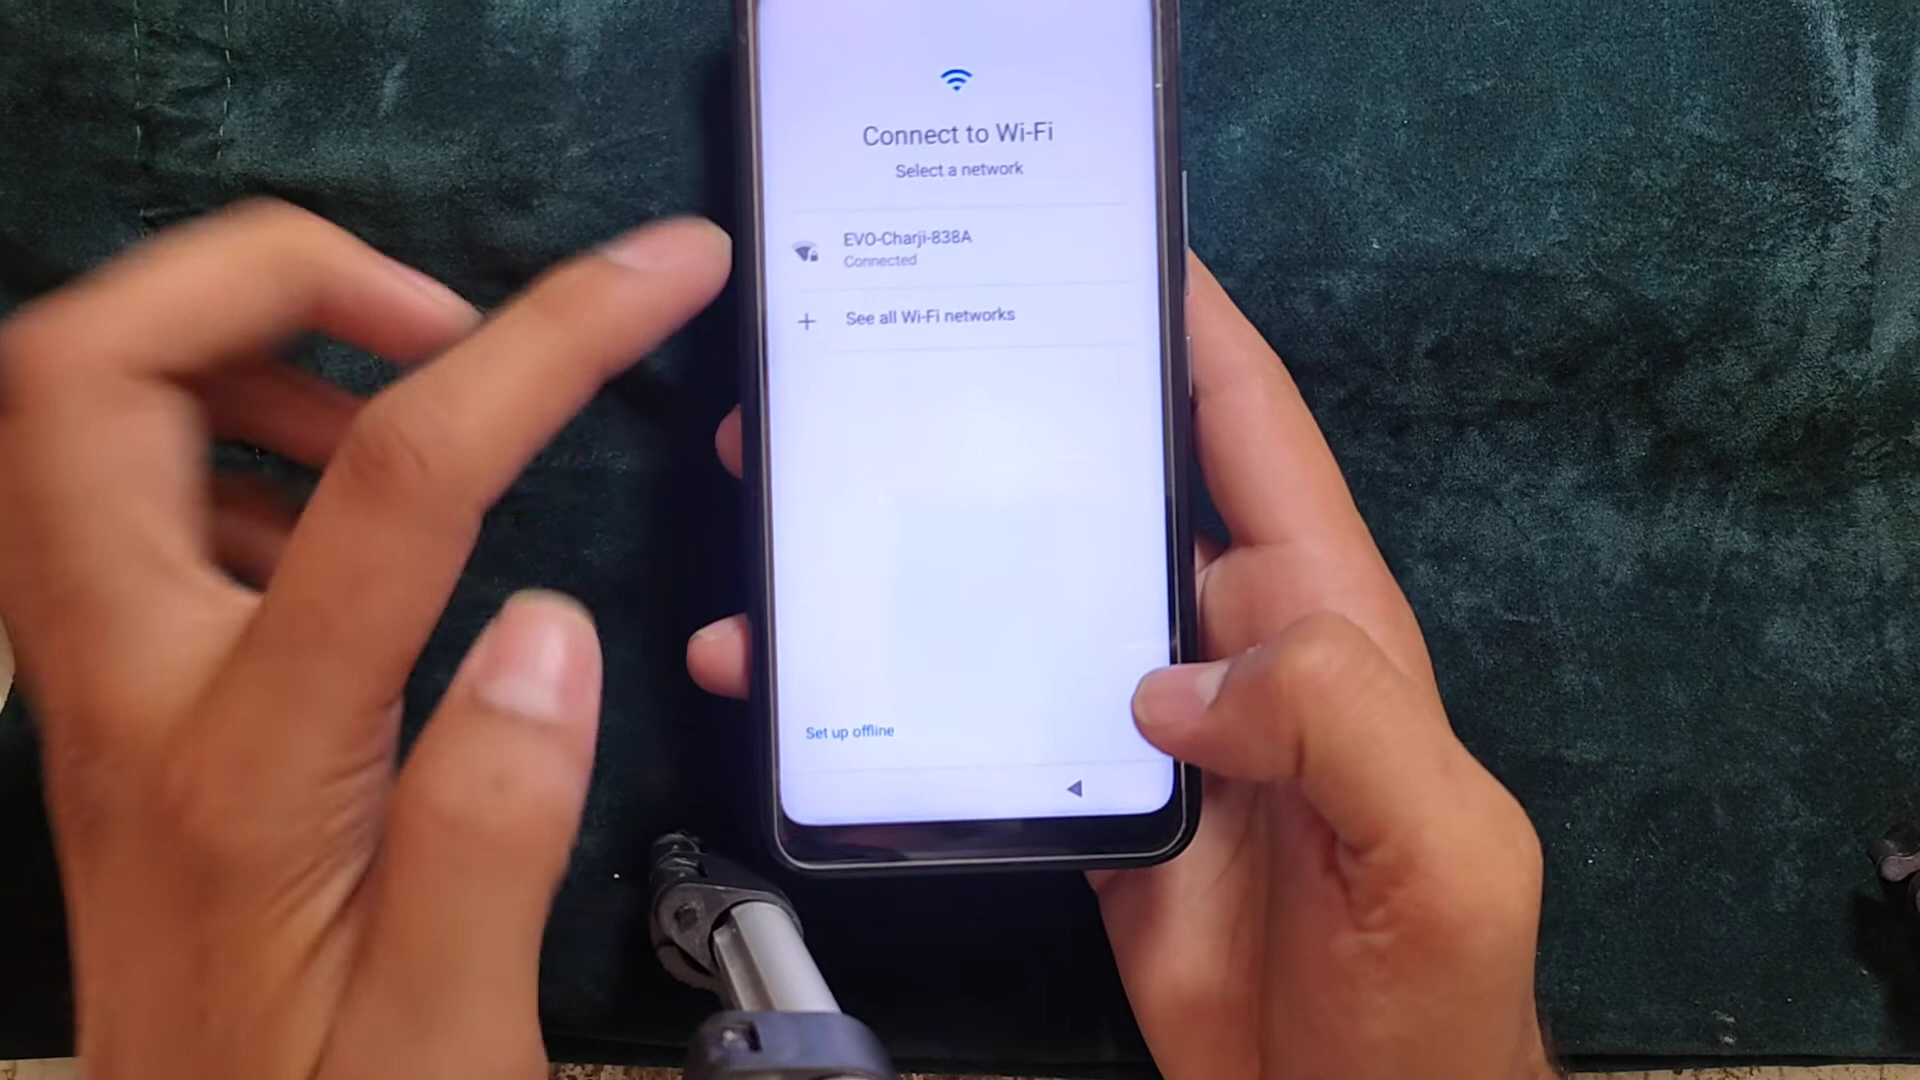 Connect to Wi-Fi
Select a network
EVO-Charji-838A
Connected
See all Wi-Fi networks
Set up offline